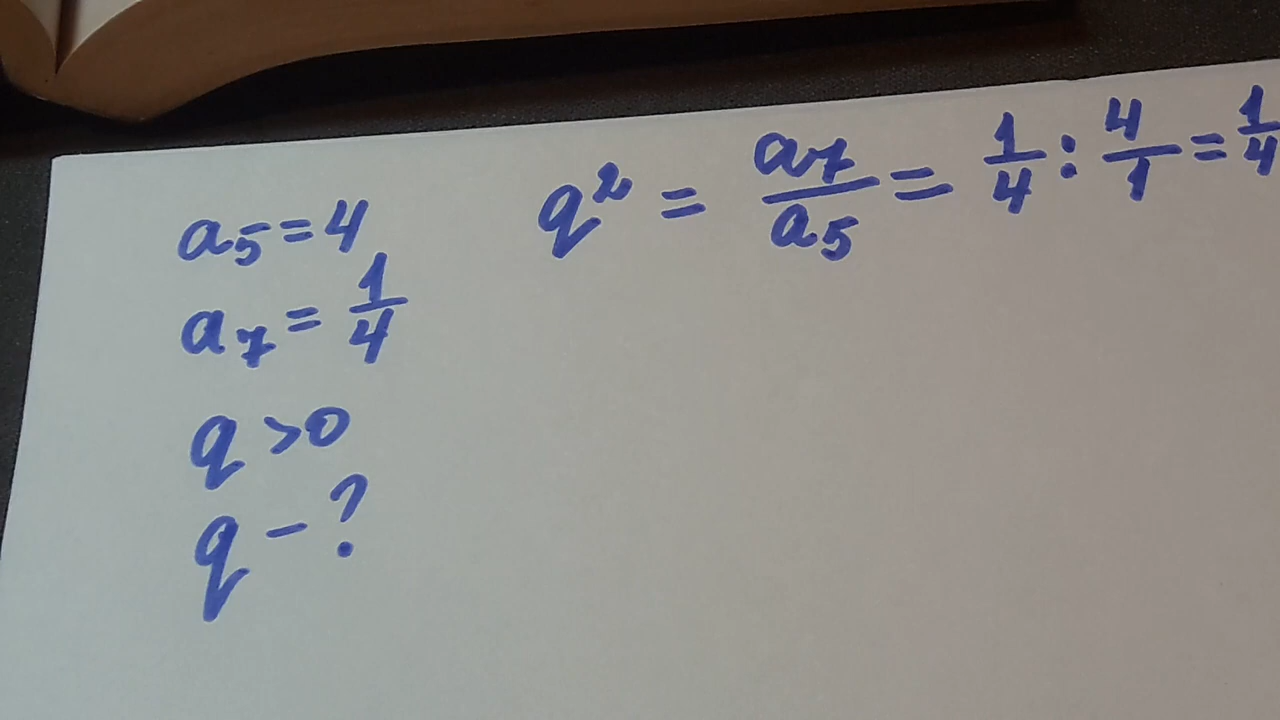 a₅ = 4
a₇ = 1/4
q > 0
q - ?
q² = a₇/a₅ = 1/4 : 4/1 = 1/4